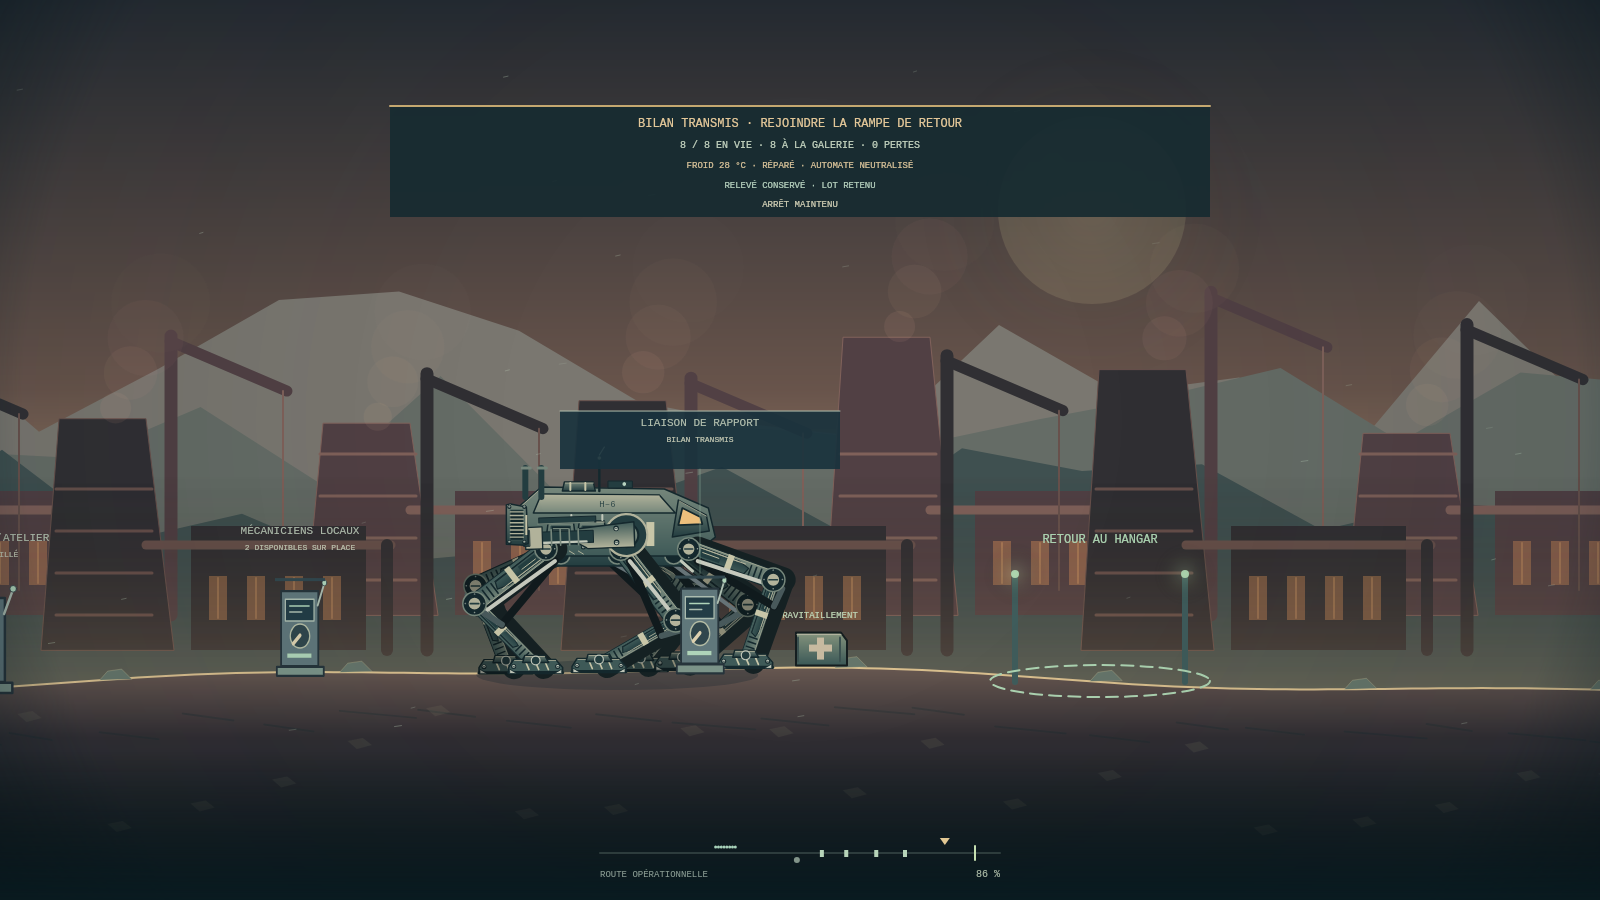 BILAN TRANSMIS · REJOINDRE LA RAMPE DE RETOUR
8 / 8 EN VIE · 8 À LA GALERIE · 0 PERTES
FROID 28 °C · RÉPARÉ · AUTOMATE NEUTRALISÉ
RELEVÉ CONSERVÉ · LOT RETENU
ARRÊT MAINTENU
LIAISON DE RAPPORT
BILAN TRANSMIS
H-6
'ATELIER
ILLÉ
MÉCANICIENS LOCAUX
2 DISPONIBLES SUR PLACE
RETOUR AU HANGAR
RAVITAILLEMENT
ROUTE OPÉRATIONNELLE
86 %